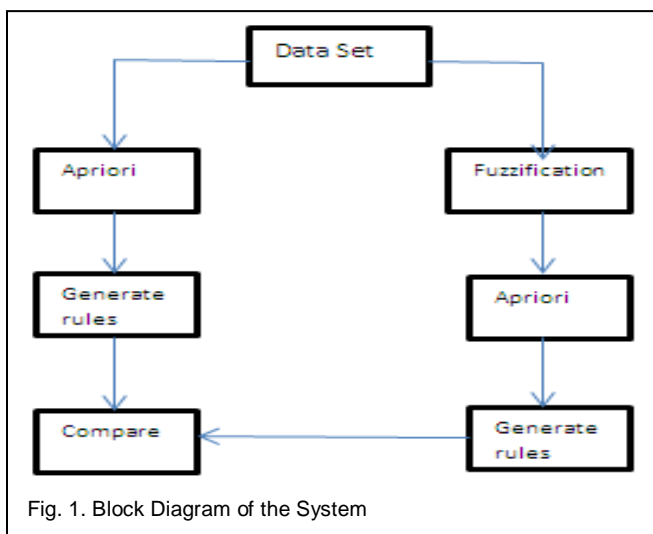 Data Set
Apriori
Fuzzification
Generate
rules
Apriori
Compare
Generate
rules
Fig. 1. Block Diagram of the System